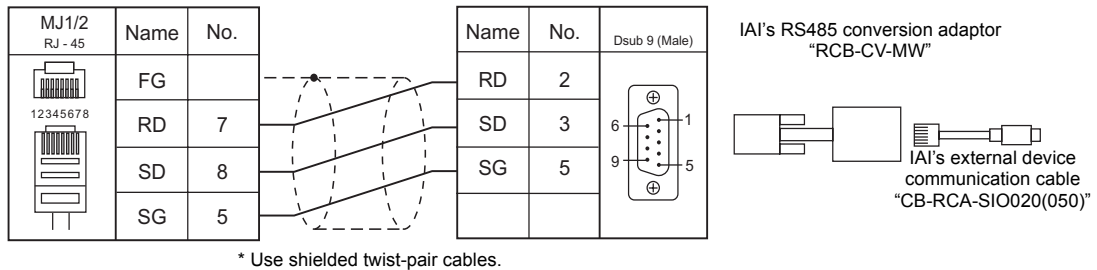 MJ1/2
RJ - 45
Name
No.
12345678
FG
RD
7
SD
8
SG
5
Name
No.
Dsub 9 (Male)
RD
2
SD
3
SG
5
6
1
9
5
IAI's RS485 conversion adaptor
“RCB-CV-MW”
IAI's external device
communication cable
“CB-RCA-SIO020(050)”
* Use shielded twist-pair cables.